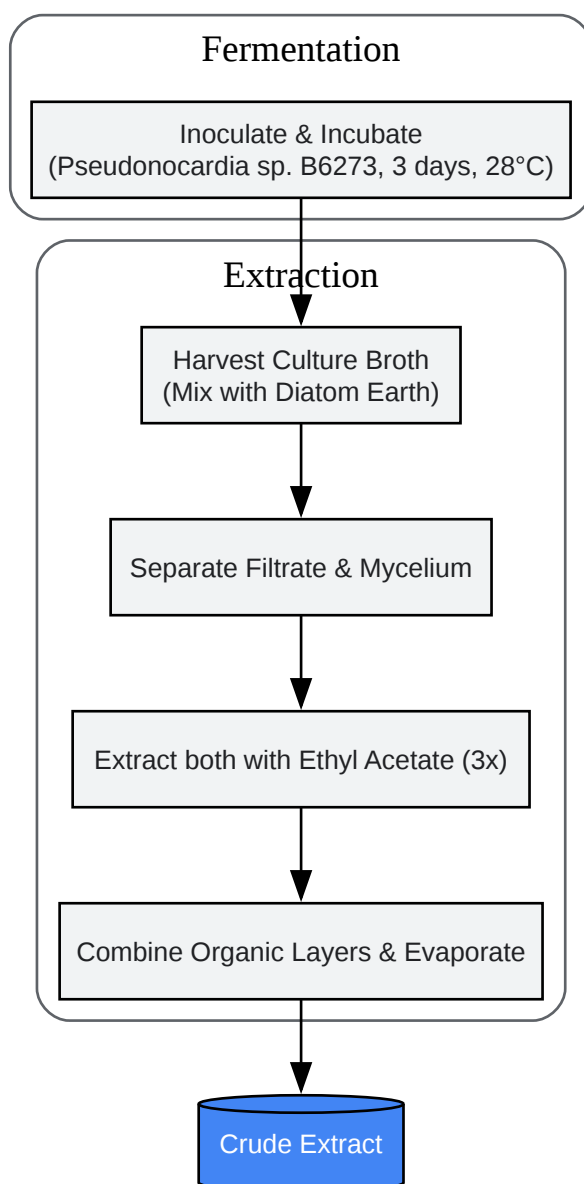 Fermentation
Inoculate & Incubate
(Pseudonocardia sp. B6273, 3 days, 28°C)
Extraction
Harvest Culture Broth
(Mix with Diatom Earth)
Separate Filtrate & Mycelium
Extract both with Ethyl Acetate (3x)
Combine Organic Layers & Evaporate
Crude Extract